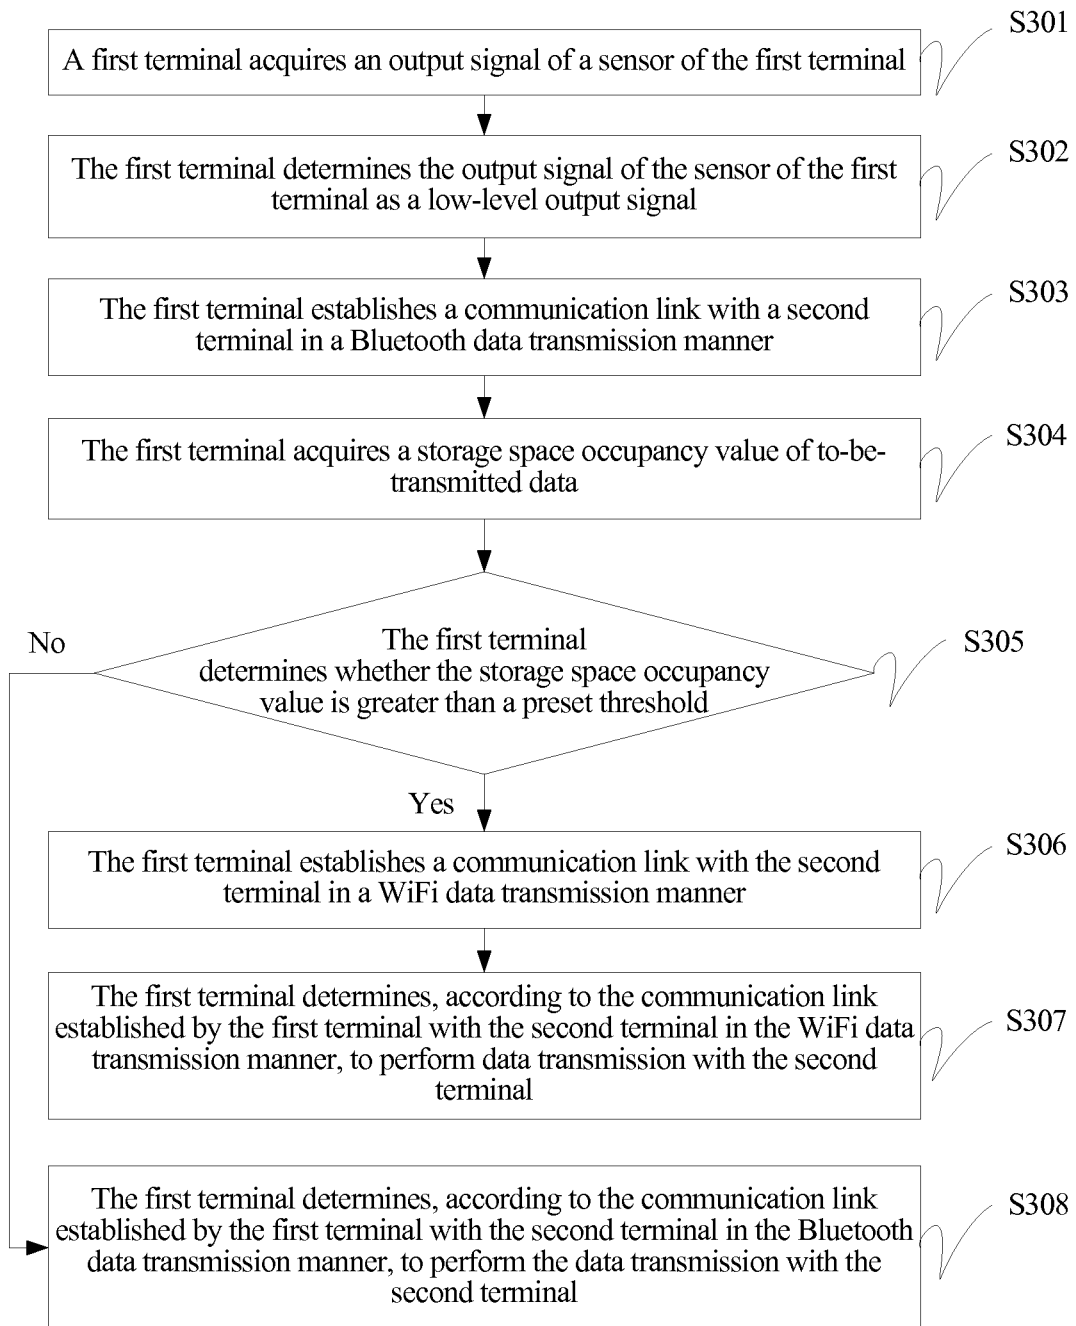 S301
A first terminal acquires an output signal of a sensor of the first terminal
S302
The first terminal determines the output signal of the sensor of the first
terminal as a low-level output signal
S303
The first terminal establishes a communication link with a second
terminal in a Bluetooth data transmission manner
S304
The first terminal acquires a storage space occupancy value of to-be-
transmitted data
No
S305
The first terminal
determines whether the storage space occupancy
value is greater than a preset threshold
Yes
S306
The first terminal establishes a communication link with the second
terminal in a WiFi data transmission manner
S307
The first terminal determines, according to the communication link
established by the first terminal with the second terminal in the WiFi data
transmission manner, to perform data transmission with the second
terminal
S308
The first terminal determines, according to the communication link
established by the first terminal with the second terminal in the Bluetooth
data transmission manner, to perform the data transmission with the
second terminal